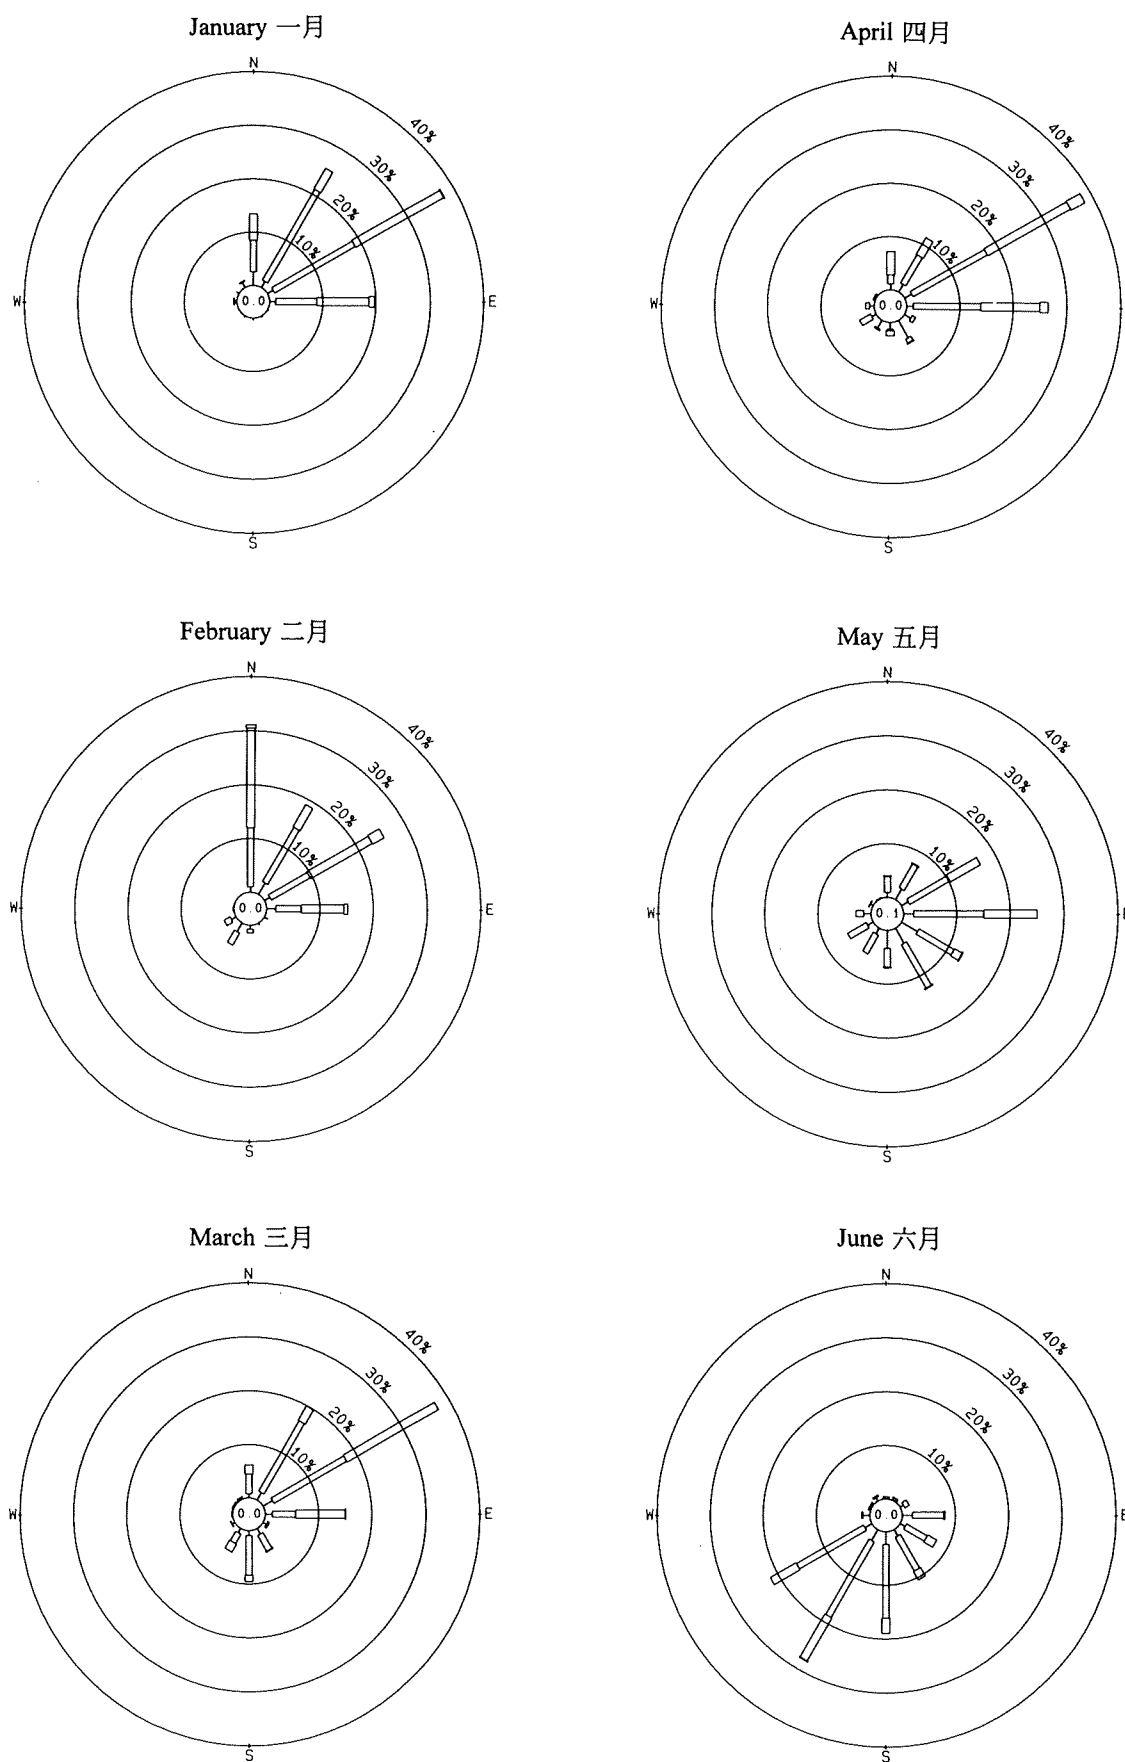 January 一月
N
40%
30%
20%
10%
W
0.0
E
S
April 四月
N
40%
30%
20%
10%
W
0.0
E
S
February 二月
N
40%
30%
20%
10%
W
0.0
E
S
May 五月
N
40%
30%
20%
10%
W
0.1
E
S
March 三月
N
40%
30%
20%
10%
W
0.0
E
S
June 六月
N
40%
30%
20%
10%
W
0.0
E
S